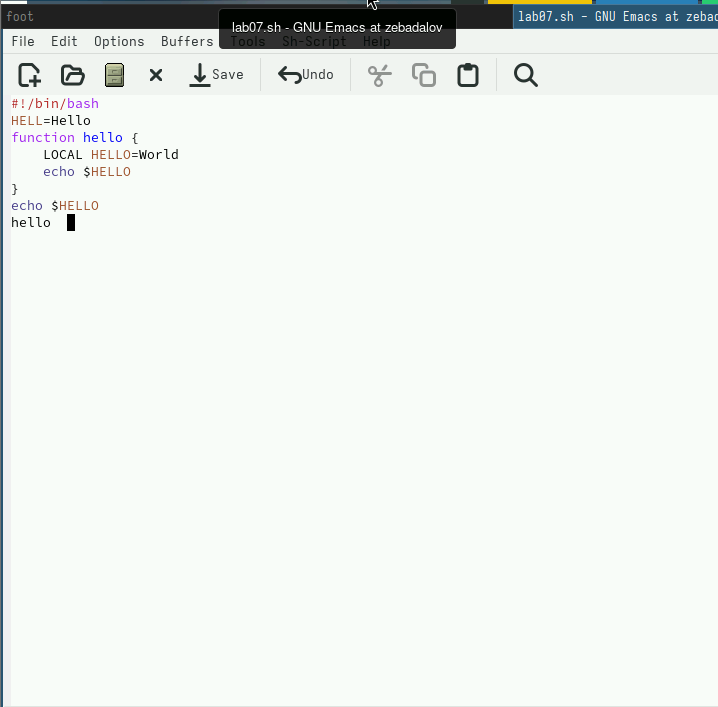 foot
lab07.sh - GNU Emacs at zebad
lab07.sh - GNU Emacs at zebadalov
File Edit Options Buffers Tools Sh-Script Help
Save Undo
#!/bin/bash
HELL=Hello
function hello {
    LOCAL HELLO=World
    echo $HELLO
}
echo $HELLO
hello